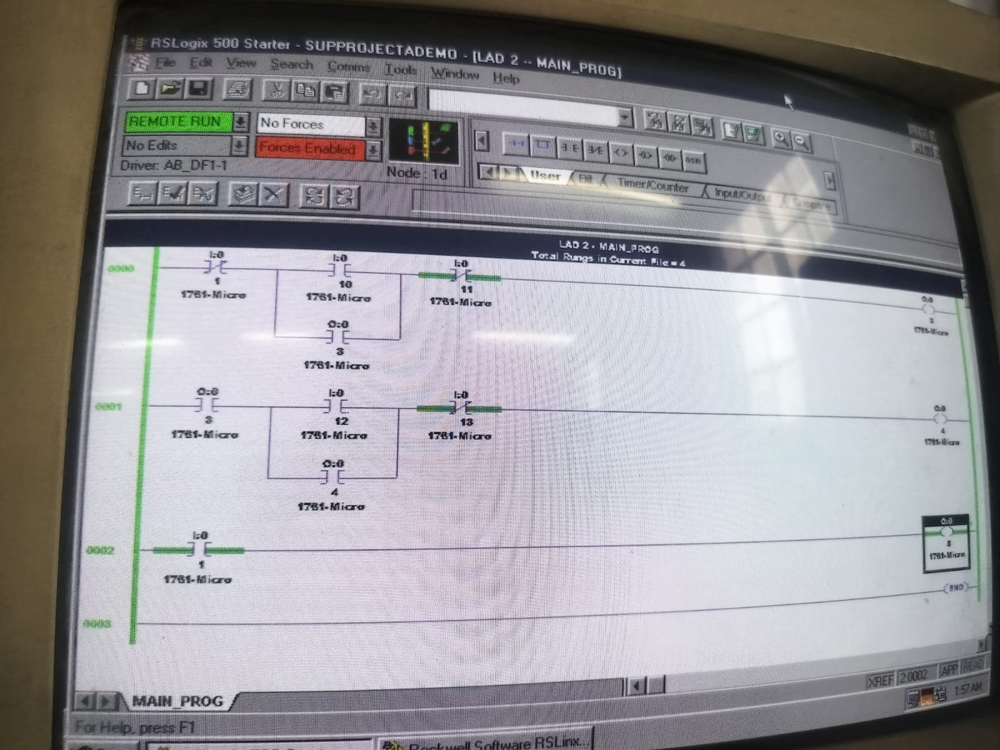 RSLogix 500 Starter - SUPPROJECTADEMO - [LAD 2 -- MAIN_PROG]
File Edit View Search Comms Tools Window Help
REMOTE RUN No Forces
No Edits Forces Enabled
Driver: AB_DF1-1 Node : 1d
OSR
User Bit Timer/Counter Input/Output Compare
LAD 2 - MAIN_PROG
Total Rungs in Current File = 4
0000
I:0 I:0 I:0 O:0
1 10 11 3
1761-Micro 1761-Micro 1761-Micro 1761-Micro
O:0
3
1761-Micro
0001
O:0 I:0 I:0 O:0
3 12 13 4
1761-Micro 1761-Micro 1761-Micro 1761-Micro
O:0
4
1761-Micro
0002
I:0 O:0
1 5
1761-Micro 1761-Micro
0003
END
MAIN_PROG
XREF 2:0002 APP READ
For Help, press F1
1:57 AM
Rockwell Software RSLinx...